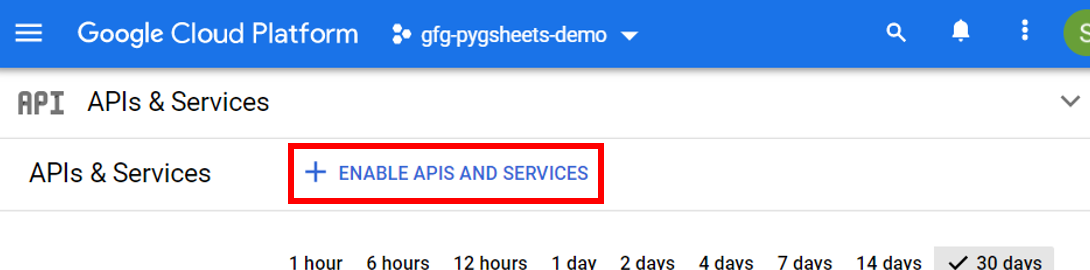 Google Cloud Platform gfg-pygsheets-demo S
API APIs & Services
APIs & Services + ENABLE APIS AND SERVICES
1 hour 6 hours 12 hours 1 day 2 days 4 days 7 days 14 days ✓ 30 days